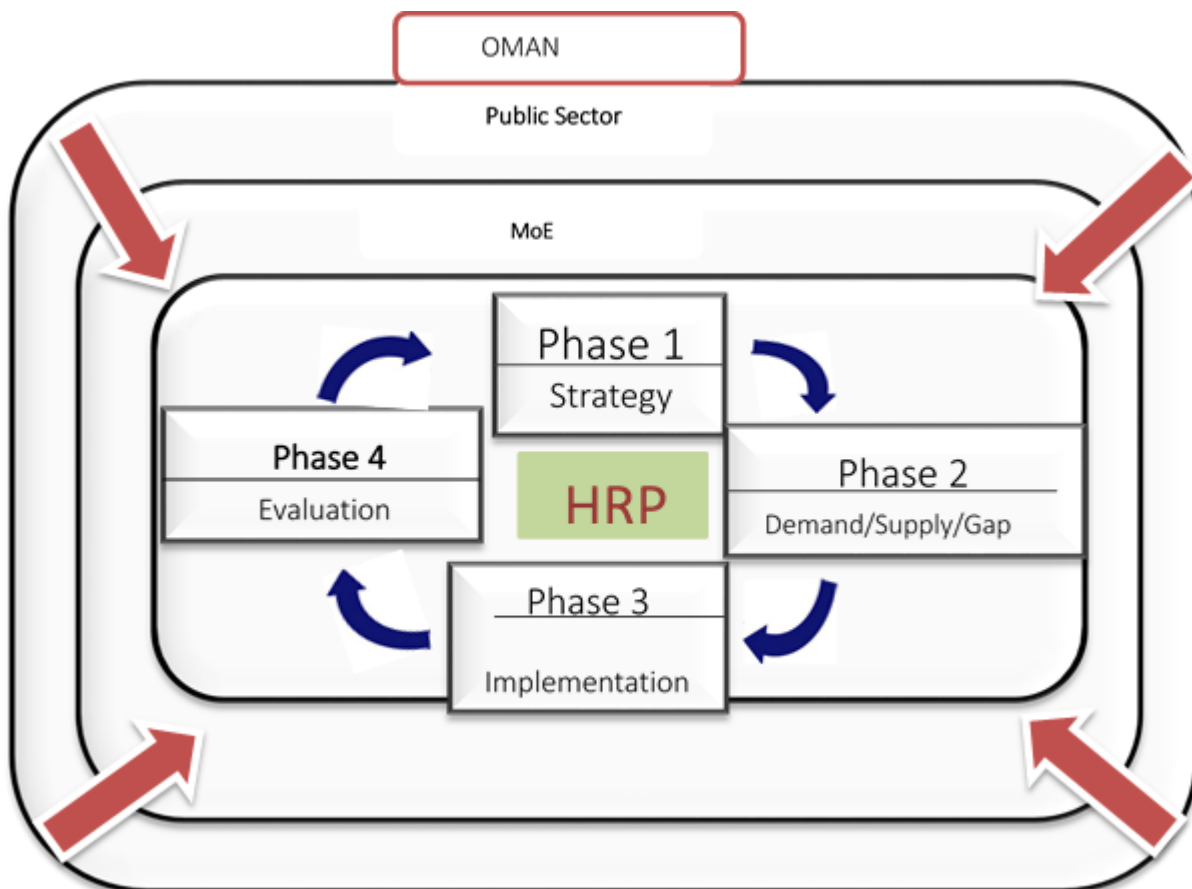 OMAN
Public Sector
MoE
Phase 1
Strategy
Phase 4
Evaluation
HRP
Phase 2
Demand/Supply/Gap
Phase 3
Implementation